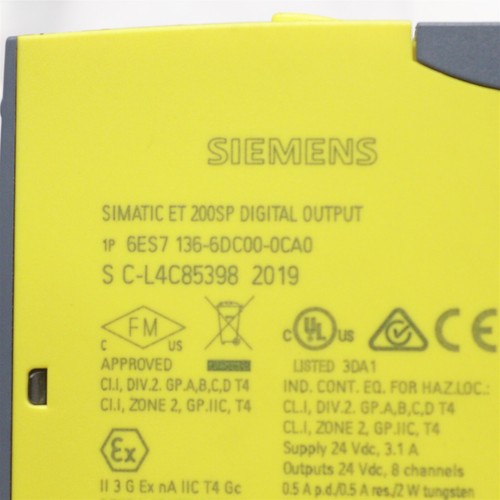 SIEMENS
SIMATIC ET 200SP DIGITAL OUTPUT
1P 6ES7 136-6DC00-0CA0
S C-L4C85398 2019
FM
C US
APPROVED
CL.I, DIV.2. GP.A,B,C,D T4
CL.I, ZONE 2, GP.IIC, T4
Ex
II 3 G Ex nA IIC T4 Gc
c UL us
CE
LISTED 3DA1
IND. CONT. EQ. FOR HAZ.LOC.:
CL.I, DIV.2, GP.A,B,C,D T4
CL.I, ZONE 2, GP.IIC, T4
Supply 24 Vdc, 3.1 A
Outputs 24 Vdc, 8 channels
0.5 A p.d./0.5 A res./2 W tungsten